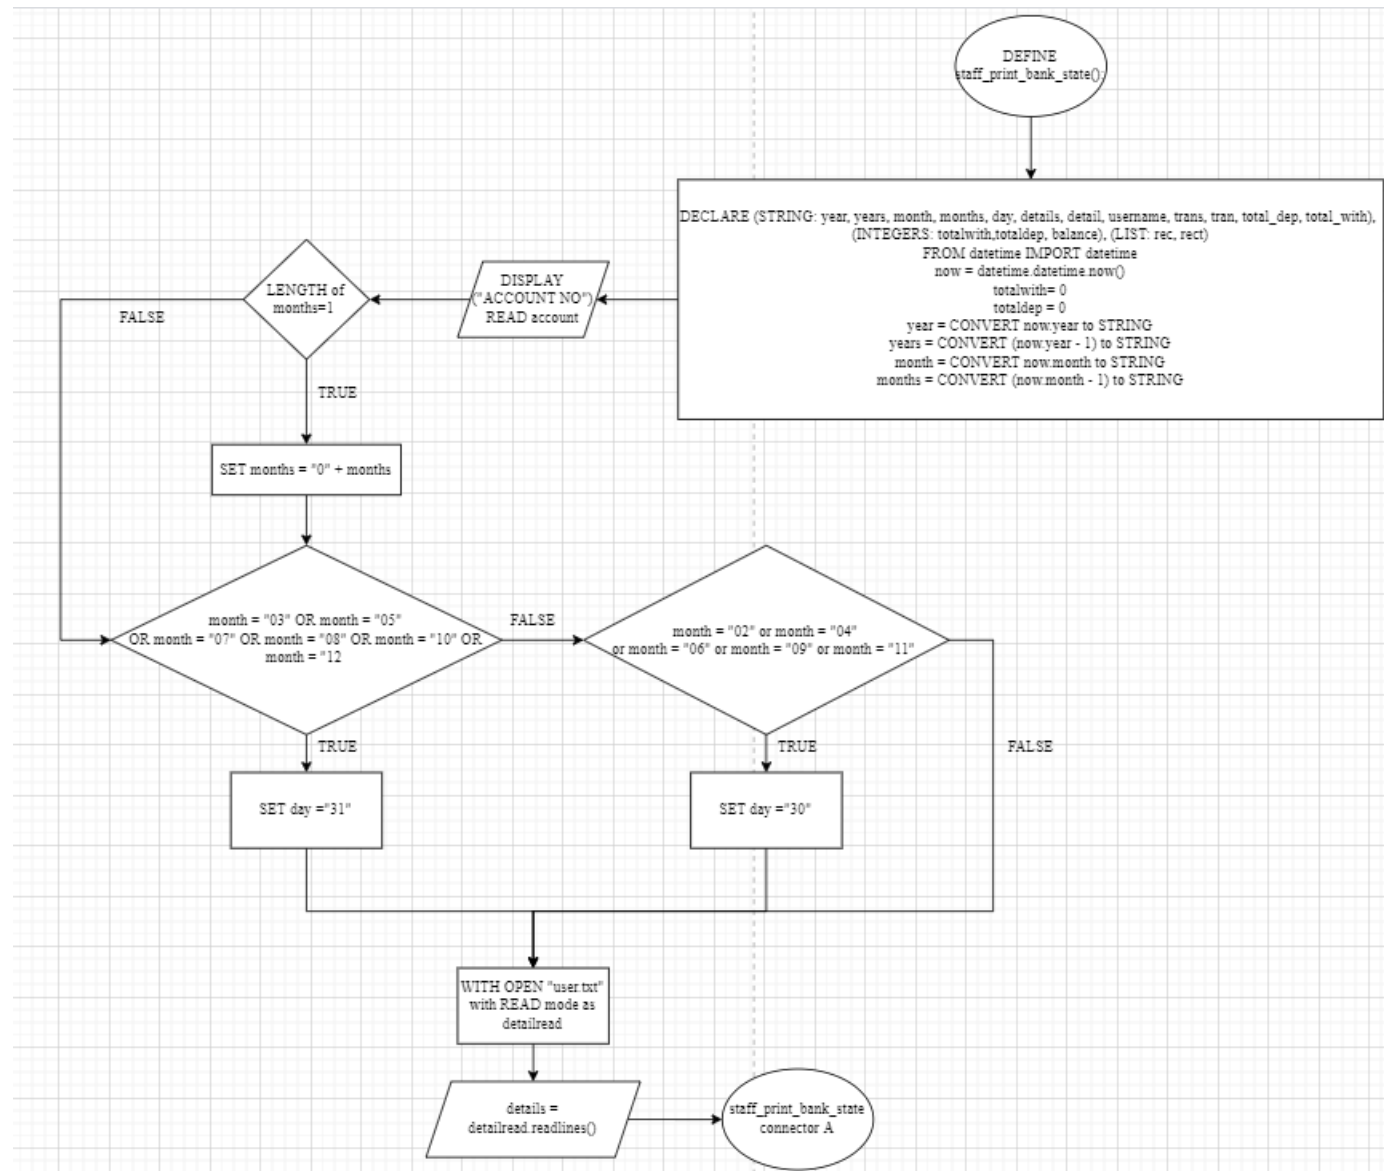 DEFINE
staff_print_bank_state();
DECLARE (STRING: year, years, month, months, day, details, detail, username, trans, tran, total_dep, total_with),
(INTEGERS: totalwith,totaldep, balance), (LIST: rec, rect)
FROM datetime IMPORT datetime
now = datetime.datetime.now()
totalwith= 0
totaldep = 0
year = CONVERT now.year to STRING
years = CONVERT (now.year - 1) to STRING
month = CONVERT now.month to STRING
months = CONVERT (now.month - 1) to STRING
DISPLAY
("ACCOUNT NO")
READ account
LENGTH of
months=1
FALSE
TRUE
SET months = "0" + months
month = "03" OR month = "05"
OR month = "07" OR month = "08" OR month = "10" OR
month = "12
FALSE
month = "02" or month = "04"
or month = "06" or month = "09" or month = "11"
TRUE
TRUE
FALSE
SET day ="31"
SET day ="30"
WITH OPEN "user.txt"
with READ mode as
detailread
details =
detailread.readlines()
staff_print_bank_state
connector A